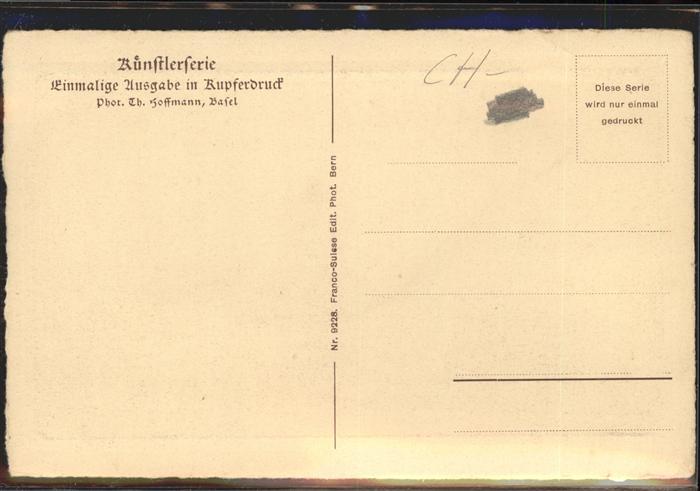 Künstlerserie
Einmalige Ausgabe in Kupferdruck
Phot. Th. Hoffmann, Basel
CH-
Diese Serie
wird nur einmal
gedruckt
Nr. 9228. Franco-Suisse Edit. Phot. Bern